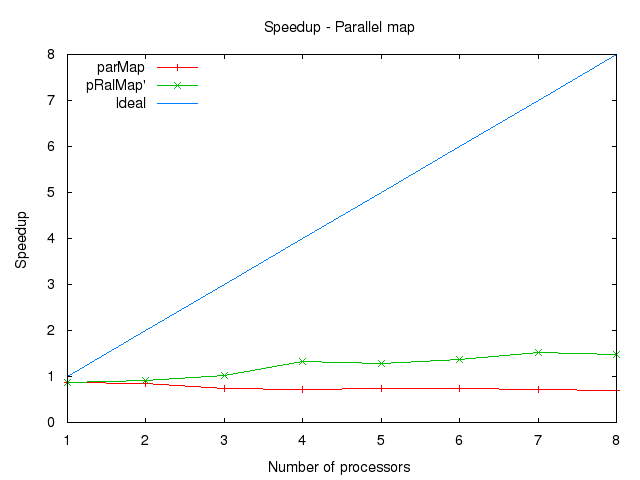 Speedup - Parallel map
8
7
6
5
4
3
2
1
0
parMap
pRalMap'
Ideal
Speedup
1 2 3 4 5 6 7 8
Number of processors